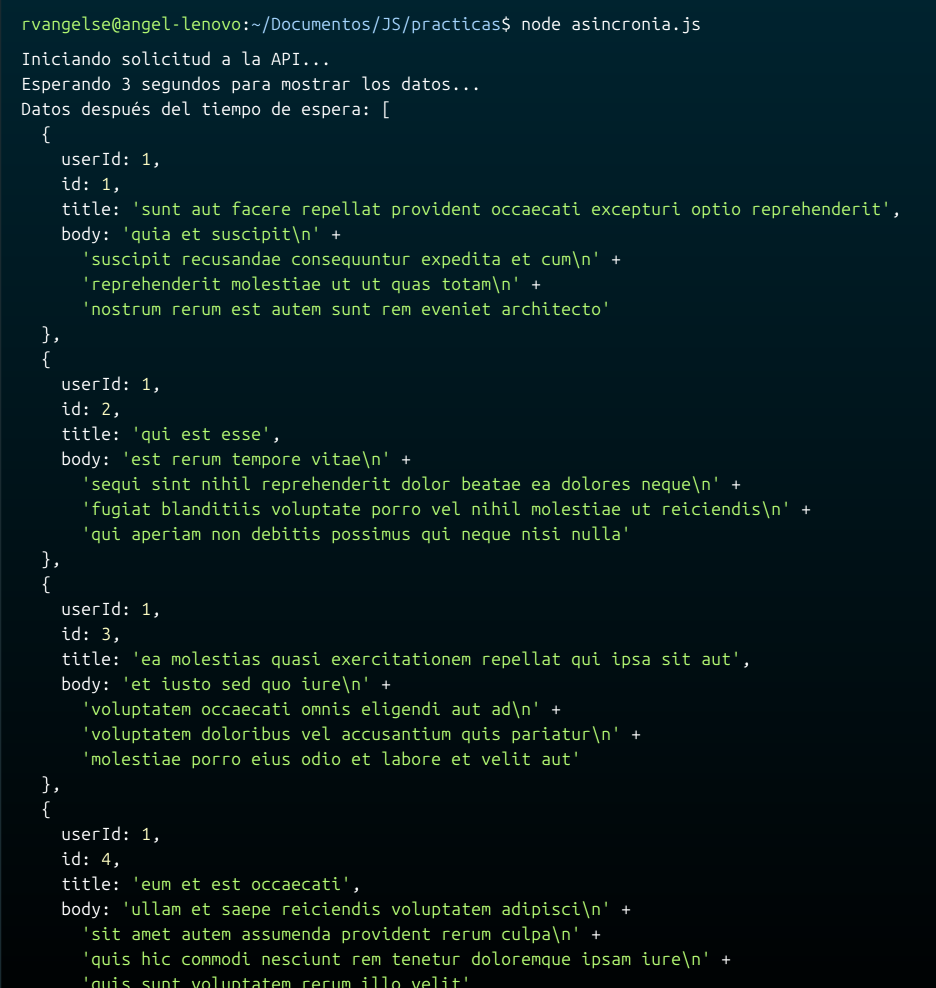 rvangelse@angel-lenovo:~/Documentos/JS/practicas$ node asincronia.js
Iniciando solicitud a la API...
Esperando 3 segundos para mostrar los datos...
Datos después del tiempo de espera: [
  {
    userId: 1,
    id: 1,
    title: 'sunt aut facere repellat provident occaecati excepturi optio reprehenderit',
    body: 'quia et suscipit\n' +
      'suscipit recusandae consequuntur expedita et cum\n' +
      'reprehenderit molestiae ut ut quas totam\n' +
      'nostrum rerum est autem sunt rem eveniet architecto'
  },
  {
    userId: 1,
    id: 2,
    title: 'qui est esse',
    body: 'est rerum tempore vitae\n' +
      'sequi sint nihil reprehenderit dolor beatae ea dolores neque\n' +
      'fugiat blanditiis voluptate porro vel nihil molestiae ut reiciendis\n' +
      'qui aperiam non debitis possimus qui neque nisi nulla'
  },
  {
    userId: 1,
    id: 3,
    title: 'ea molestias quasi exercitationem repellat qui ipsa sit aut',
    body: 'et iusto sed quo iure\n' +
      'voluptatem occaecati omnis eligendi aut ad\n' +
      'voluptatem doloribus vel accusantium quis pariatur\n' +
      'molestiae porro eius odio et labore et velit aut'
  },
  {
    userId: 1,
    id: 4,
    title: 'eum et est occaecati',
    body: 'ullam et saepe reiciendis voluptatem adipisci\n' +
      'sit amet autem assumenda provident rerum culpa\n' +
      'quis hic commodi nesciunt rem tenetur doloremque ipsam iure\n' +
      'quis sunt voluptatem rerum illo velit'